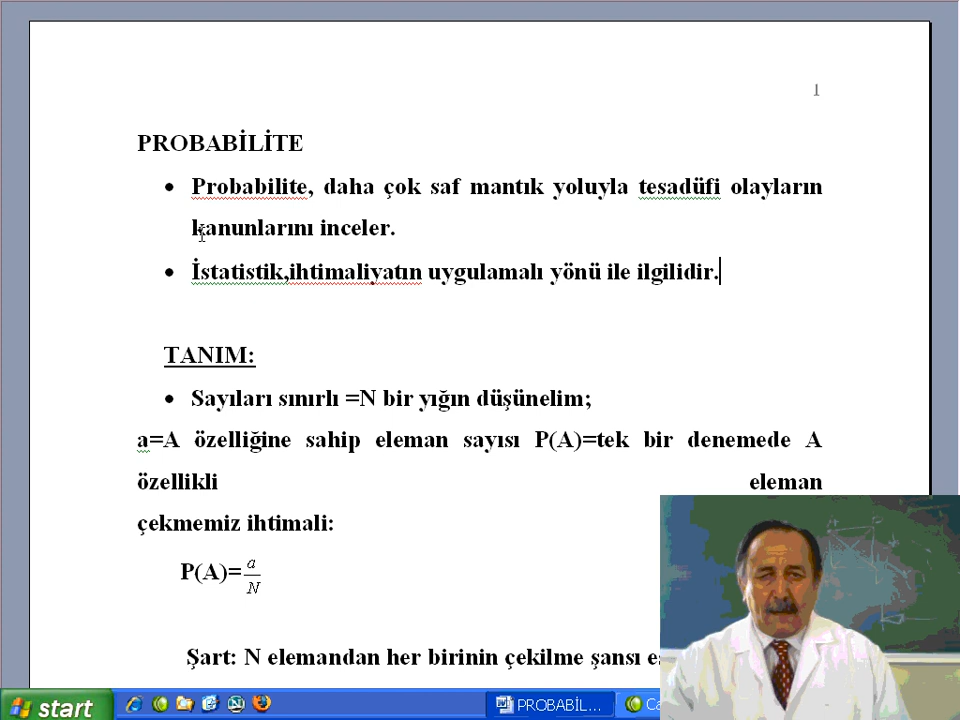 1
PROBABİLİTE
• Probabilite, daha çok saf mantık yoluyla tesadüfi olayların
kanunlarını inceler.
• İstatistik,ihtimaliyatın uygulamalı yönü ile ilgilidir.
TANIM:
• Sayıları sınırlı =N bir yığın düşünelim;
a=A özelliğine sahip eleman sayısı P(A)=tek bir denemede A
özellikli eleman
çekmemiz ihtimali:
P(A)=a/N
Şart: N elemandan her birinin çekilme şansı
start PROBABİL... Ca